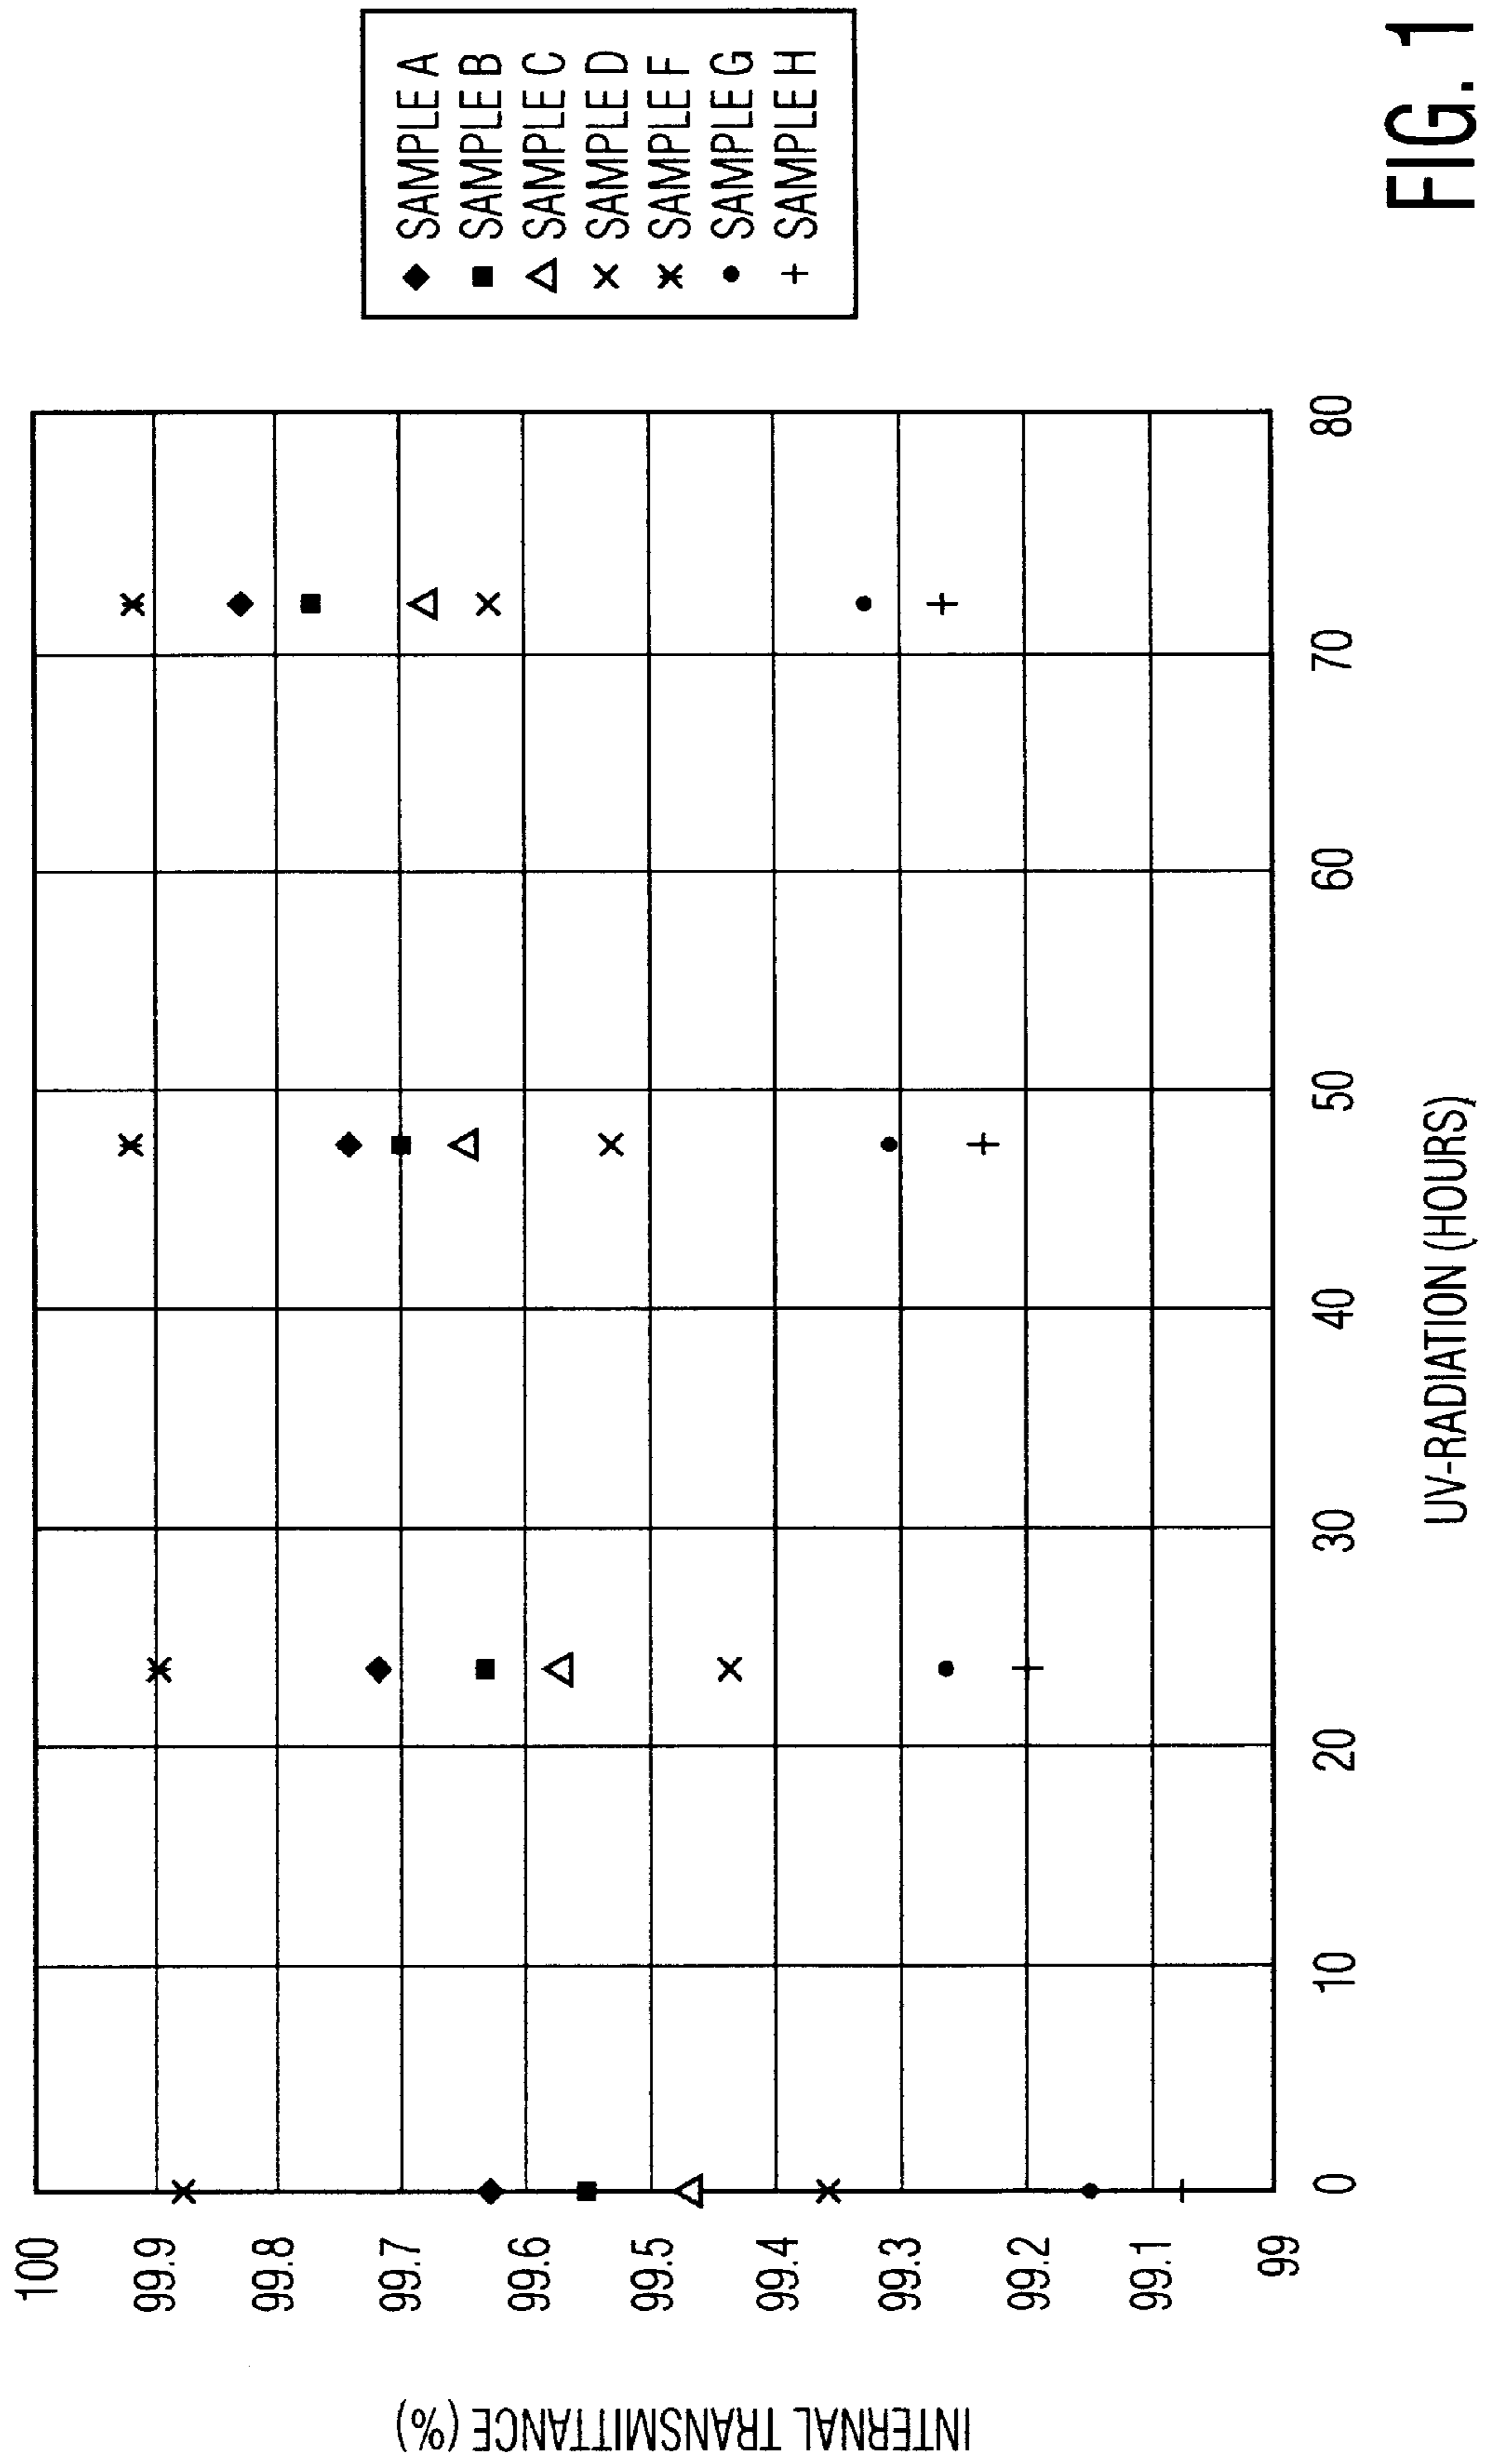 INTERNAL TRANSMITTANCE (%)
100
99.9
99.8
99.7
99.6
99.5
99.4
99.3
99.2
99.1
99
0 10 20 30 40 50 60 70 80
UV-RADIATION (HOURS)
SAMPLE A
SAMPLE B
SAMPLE C
SAMPLE D
SAMPLE F
SAMPLE G
SAMPLE H
FIG. 1